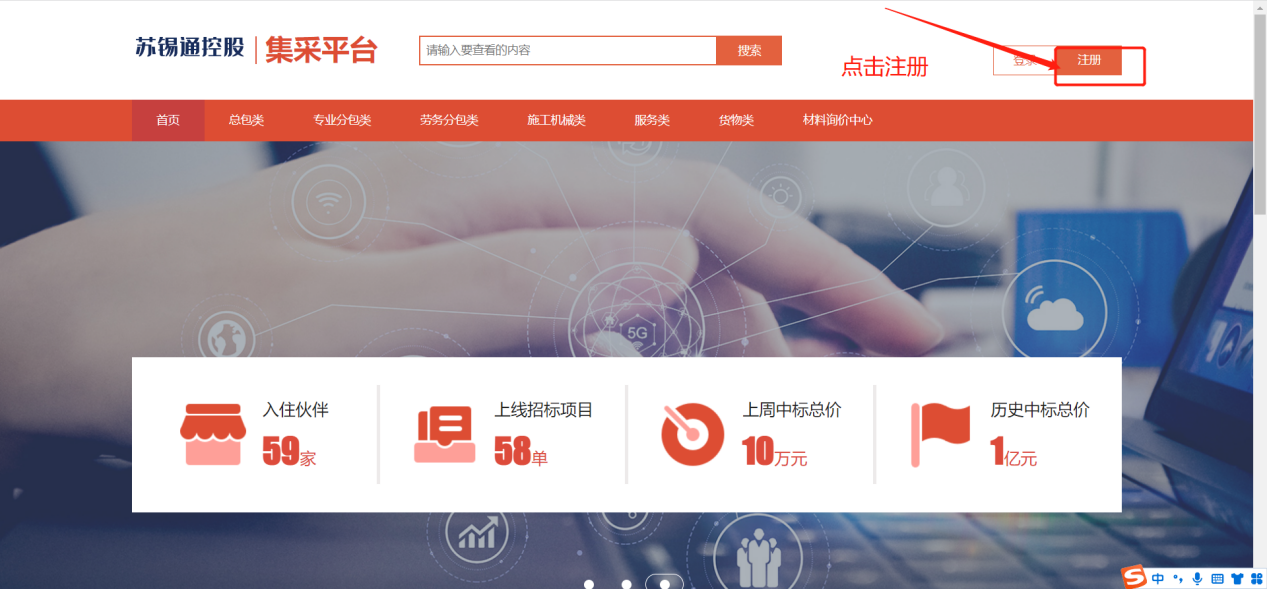 苏锡通控股
集采平台
请输入要查看的内容
搜索
点击注册
登录
注册
首页
总包类
专业分包类
劳务分包类
施工机械类
服务类
货物类
材料询价中心
5G
入住伙伴
59家
上线招标项目
58单
上周中标总价
10万元
历史中标总价
1亿元
S
中